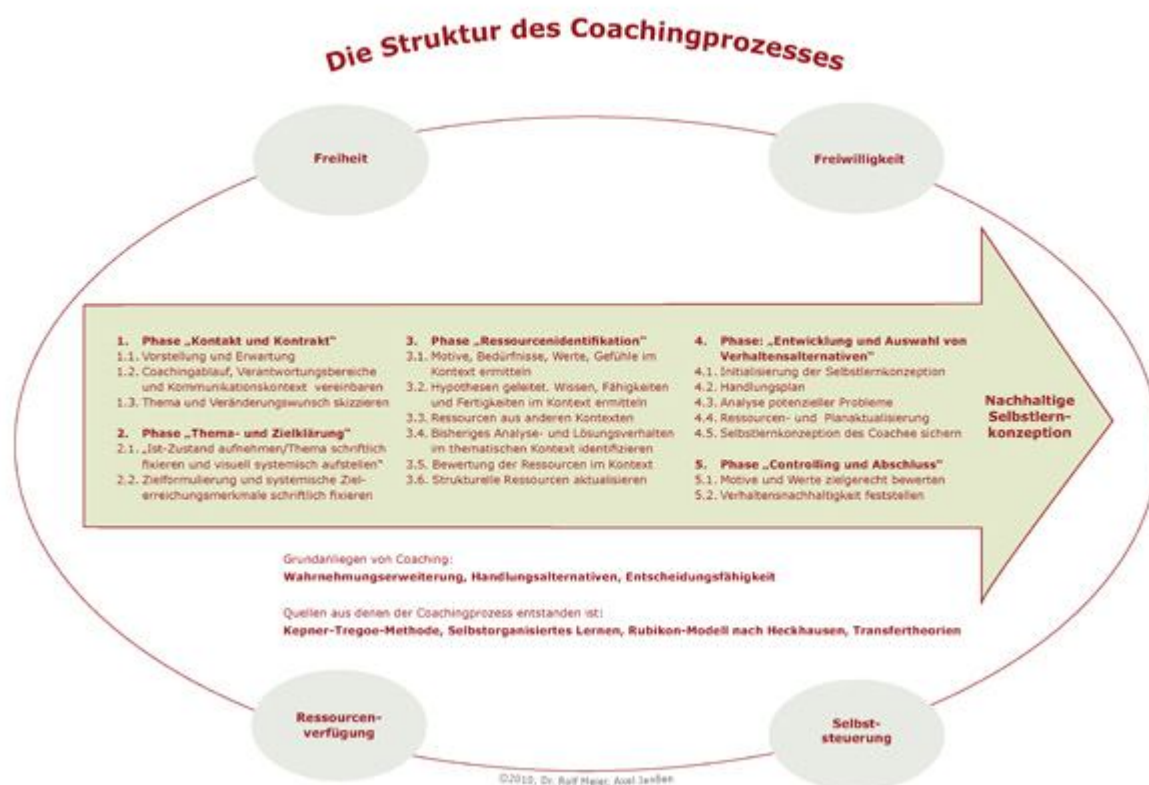 Die Struktur des Coachingprozesses
Freiheit
Freiwilligkeit
1. Phase „Kontakt und Kontrakt“
1.1. Vorstellung und Erwartung
1.2. Coachingablauf, Verantwortungsbereiche
und Kommunikationskontext vereinbaren
1.3. Thema und Veränderungswunsch skizzieren
2. Phase „Thema- und Zielklärung“
2.1. „Ist-Zustand aufnehmen/Thema schriftlich
fixieren und visuell systemisch aufstellen“
2.2. Zielformulierung und systemische Ziel-
erreichungsmerkmale schriftlich fixieren
3. Phase „Ressourcenidentifikation“
3.1. Motive, Bedürfnisse, Werte, Gefühle im
Kontext ermitteln
3.2. Hypothesen geleitet. Wissen, Fähigkeiten
und Fertigkeiten im Kontext ermitteln
3.3. Ressourcen aus anderen Kontexten
3.4. Bisheriges Analyse- und Lösungsverhalten
im thematischen Kontext identifizieren
3.5. Bewertung der Ressourcen im Kontext
3.6. Strukturelle Ressourcen aktualisieren
4. Phase: „Entwicklung und Auswahl von
Verhaltensalternativen“
4.1. Initialisierung der Selbstlernkonzeption
4.2. Handlungsplan
4.3. Analyse potenzieller Probleme
4.4. Ressourcen- und Planaktualisierung
4.5. Selbstlernkonzeption des Coachee sichern
5. Phase „Controlling und Abschluss“
5.1. Motive und Werte zielgerecht bewerten
5.2. Verhaltensnachhaltigkeit feststellen
Nachhaltige
Selbstlern-
konzeption
Grundanliegen von Coaching:
Wahrnehmungserweiterung, Handlungsalternativen, Entscheidungsfähigkeit
Quellen aus denen der Coachingprozess entstanden ist:
Kepner-Tregoe-Methode, Selbstorganisiertes Lernen, Rubikon-Modell nach Heckhausen, Transfertheorien
Ressourcen-
verfügung
Selbst-
steuerung
©2010, Dr. Rolf Meier, Axel Janßen